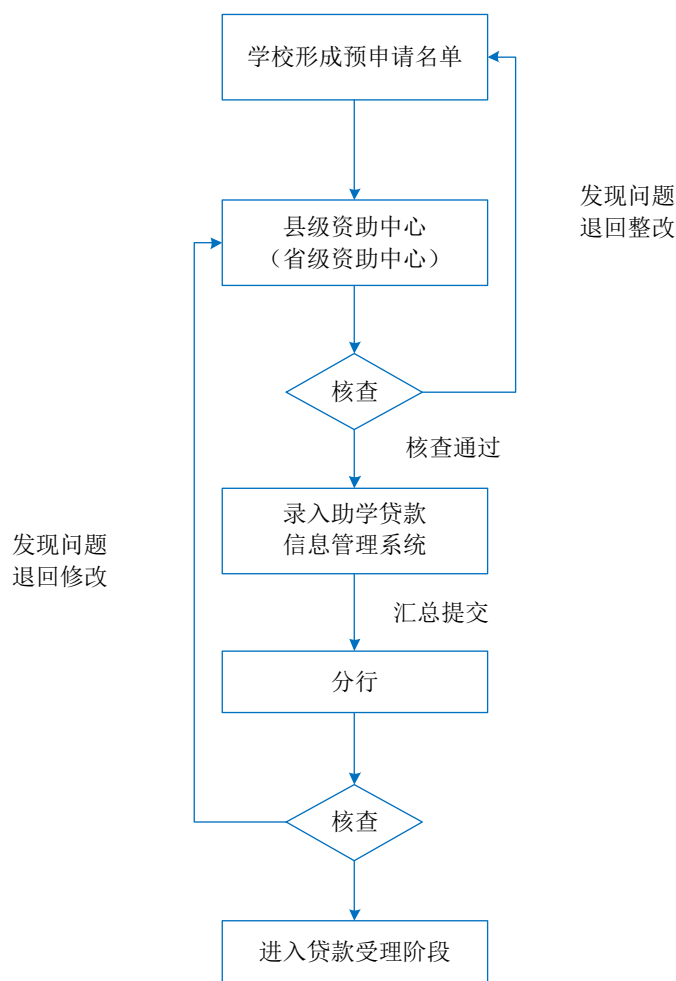 学校形成预申请名单
发现问题
退回整改
县级资助中心
（省级资助中心）
核查
核查通过
录入助学贷款
信息管理系统
发现问题
退回修改
汇总提交
分行
核查
进入贷款受理阶段